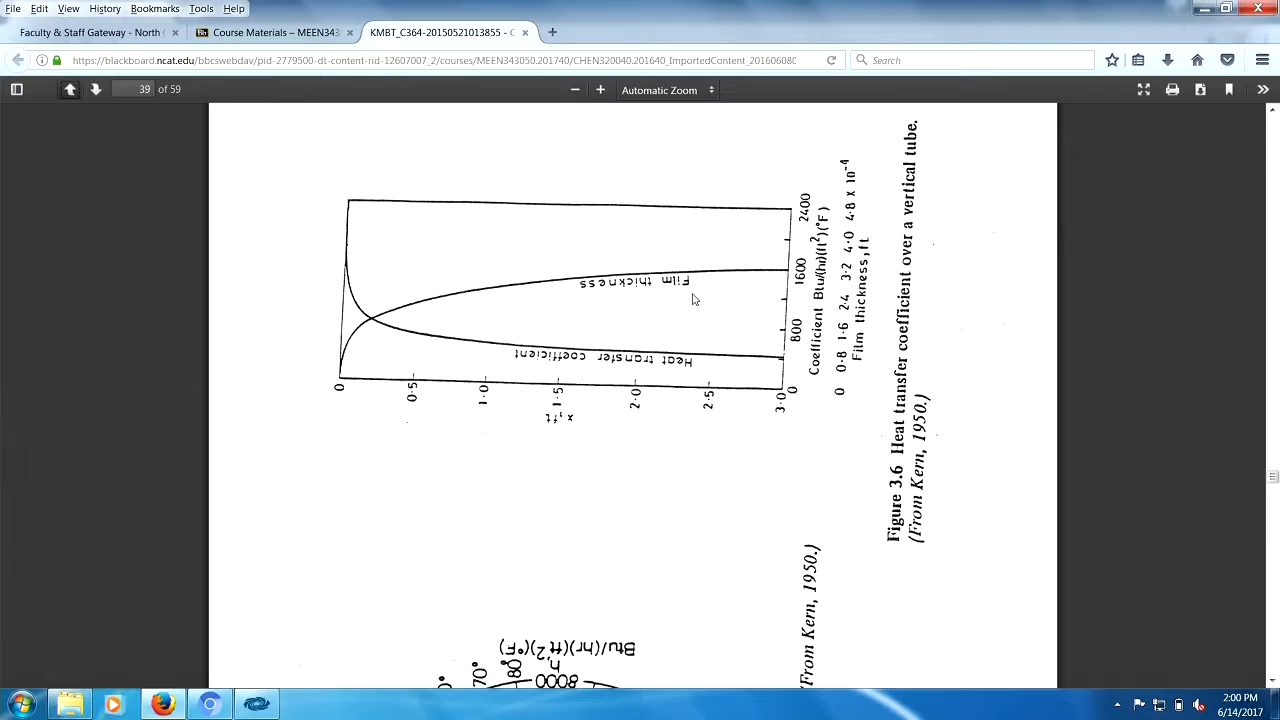 File Edit View History Bookmarks Tools Help
Faculty & Staff Gateway - North C
Course Materials – MEEN343
KMBT_C364-20150521013855 - C
https://blackboard.ncat.edu/bbcswebdav/pid-2779500-dt-content-rid-12607007_2/courses/MEEN343050.201740/CHEN320040.201640_ImportedContent_201606080
Search
39 of 59
Automatic Zoom
Film thickness
Heat transfer coefficient
0 0·5 1·0 1·5 2·0 2·5 3·0
x, ft
0 800 1600 2400
Coefficient Btu/(hr)(ft²)(°F)
0 0·8 1·6 2·4 3·2 4·0 4·8 x 10⁻⁴
Film thickness, ft
Figure 3.6 Heat transfer coefficient over a vertical tube.
(From Kern, 1950.)
(From Kern, 1950.)
Btu/(hr)(ft²)(°F)
h,
70°
80°
8000
2:00 PM
6/14/2017